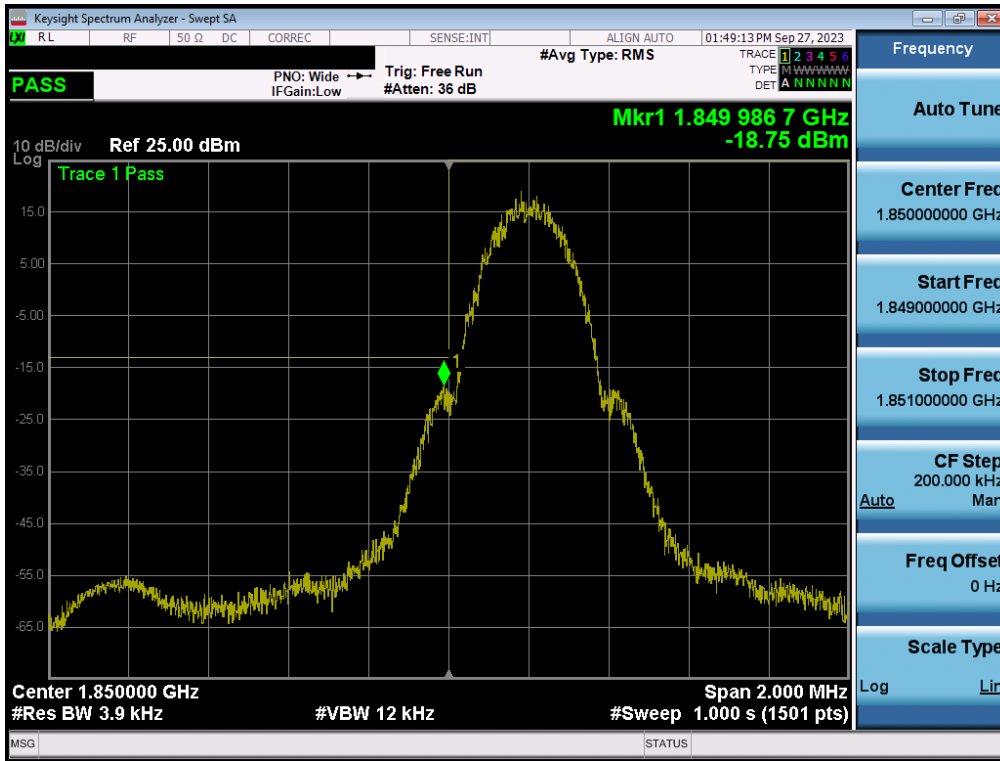 Keysight Spectrum Analyzer - Swept SA
LXI RL RF 50 Ω DC CORREC SENSE:INT ALIGN AUTO 01:49:13 PM Sep 27, 2023
PASS
PNO: Wide
IFGain:Low
Trig: Free Run
#Atten: 36 dB
#Avg Type: RMS
TRACE 1 2 3 4 5 6
TYPE M W W W W W
DET A N N N N N
Mkr1 1.849 986 7 GHz
-18.75 dBm
10 dB/div
Log
Ref 25.00 dBm
Trace 1 Pass
15.0
5.00
-5.00
-15.0
-25.0
-35.0
-45.0
-55.0
-65.0
1
Center 1.850000 GHz
Span 2.000 MHz
#Res BW 3.9 kHz
#VBW 12 kHz
#Sweep 1.000 s (1501 pts)
MSG
STATUS
Frequency
Auto Tune
Center Freq
1.850000000 GHz
Start Freq
1.849000000 GHz
Stop Freq
1.851000000 GHz
CF Step
200.000 kHz
Auto Man
Freq Offset
0 Hz
Scale Type
Log Lin